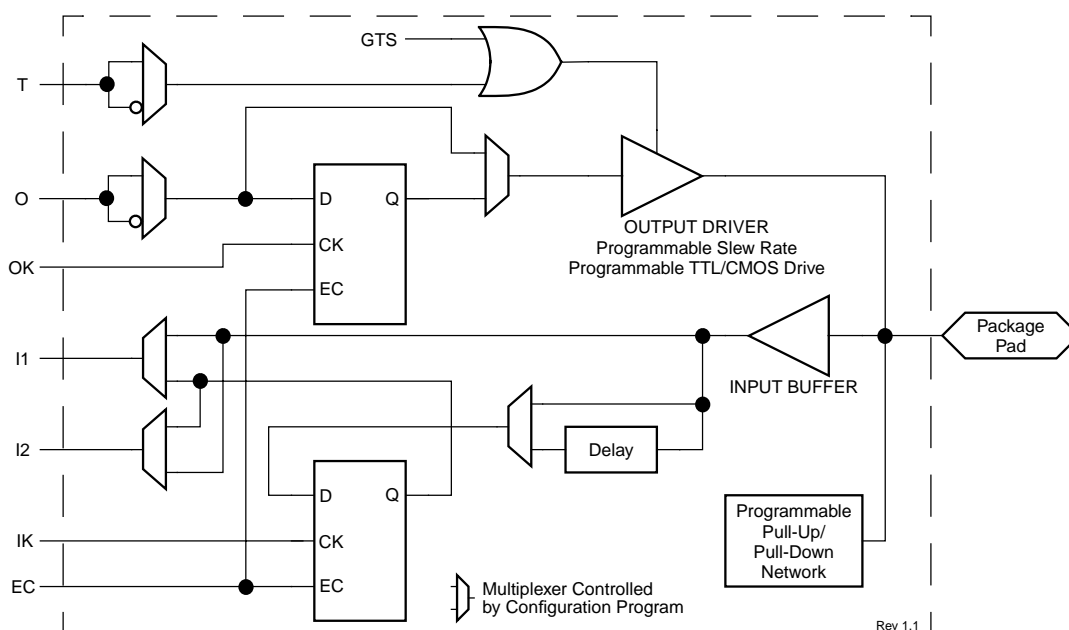 GTS
T
O
D
Q
OK
CK
EC
OUTPUT DRIVER
Programmable Slew Rate
Programmable TTL/CMOS Drive
I1
Package
Pad
INPUT BUFFER
I2
Delay
D
Q
Programmable
Pull-Up/
Pull-Down
Network
IK
CK
EC
EC
Multiplexer Controlled
by Configuration Program
Rev 1.1